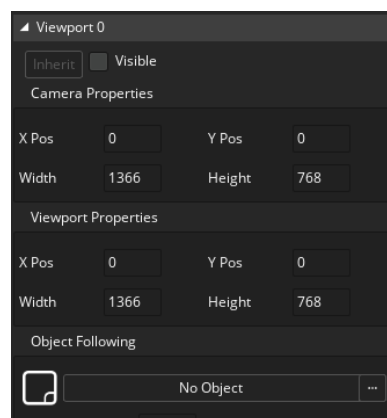 Viewport 0
Inherit Visible
Camera Properties
X Pos 0 Y Pos 0
Width 1366 Height 768
Viewport Properties
X Pos 0 Y Pos 0
Width 1366 Height 768
Object Following
No Object ...